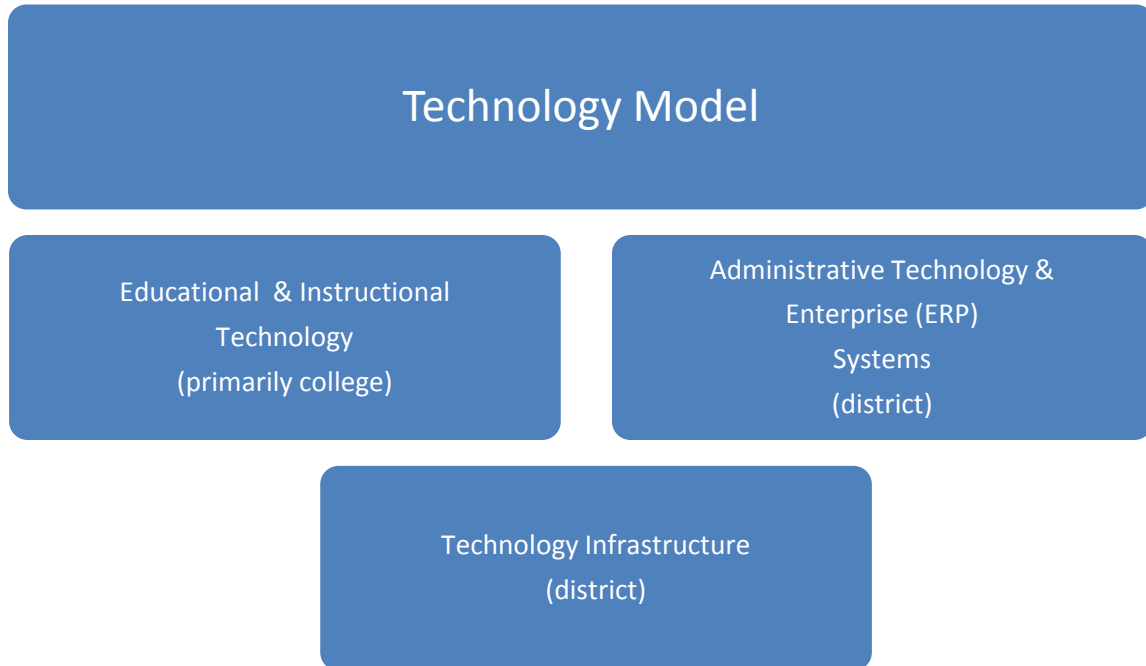 Technology Model
Educational & Instructional
Technology
(primarily college)
Administrative Technology &
Enterprise (ERP)
Systems
(district)
Technology Infrastructure
(district)